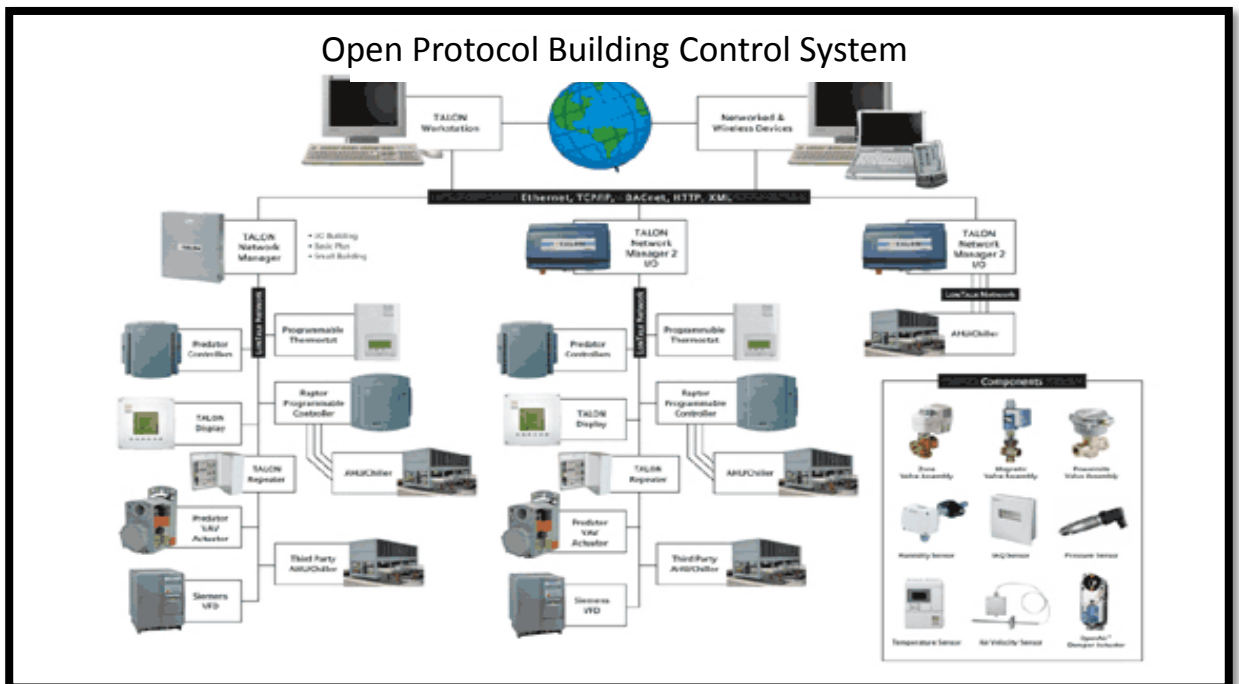 Open Protocol Building Control System
TALON
Workstation
Networked &
Wireless Devices
Ethernet, TCP/IP, BACnet, HTTP, XML
TALON
Network
Manager
• I/O Building
• Basic Plan
• Small Building
TALON
Network
Manager 2
I/O
TALON
Network
Manager 2
I/O
LonTalk Network
LonTalk Network
LonTalk Network
Predator
Controllers
Programmable
Thermostat
Predator
Controllers
Programmable
Thermostat
AHU/Chiller
TALON
Display
Raptor
Programmable
Controller
TALON
Display
Raptor
Programmable
Controller
TALON
Repeater
AHU/Chiller
TALON
Repeater
AHU/Chiller
Predator
VAV
Actuator
Third Party
AHU/Chiller
Predator
VAV
Actuator
Third Party
AHU/Chiller
Siemens
VFD
Siemens
VFD
Components
Zone
Valve Assembly
Magnetic
Valve Assembly
Pneumatic
Valve Assembly
Humidity Sensor
IAQ Sensor
Pressure Sensor
Temperature Sensor
Air Velocity Sensor
OpenAir™
Damper Actuator